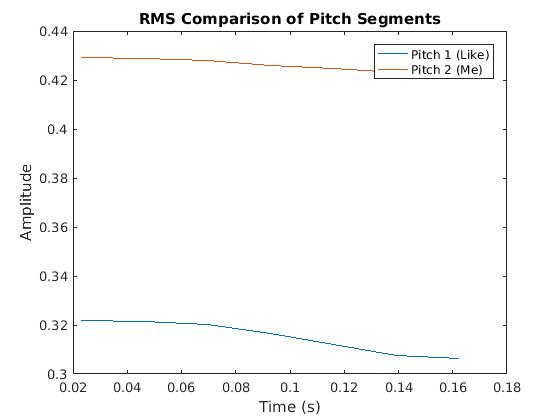 RMS Comparison of Pitch Segments
0.44
Pitch 1 (Like)
Pitch 2 (Me)
0.42
0.4
0.38
0.36
0.34
0.32
0.3
Amplitude
0.02 0.04 0.06 0.08 0.1 0.12 0.14 0.16 0.18
Time (s)